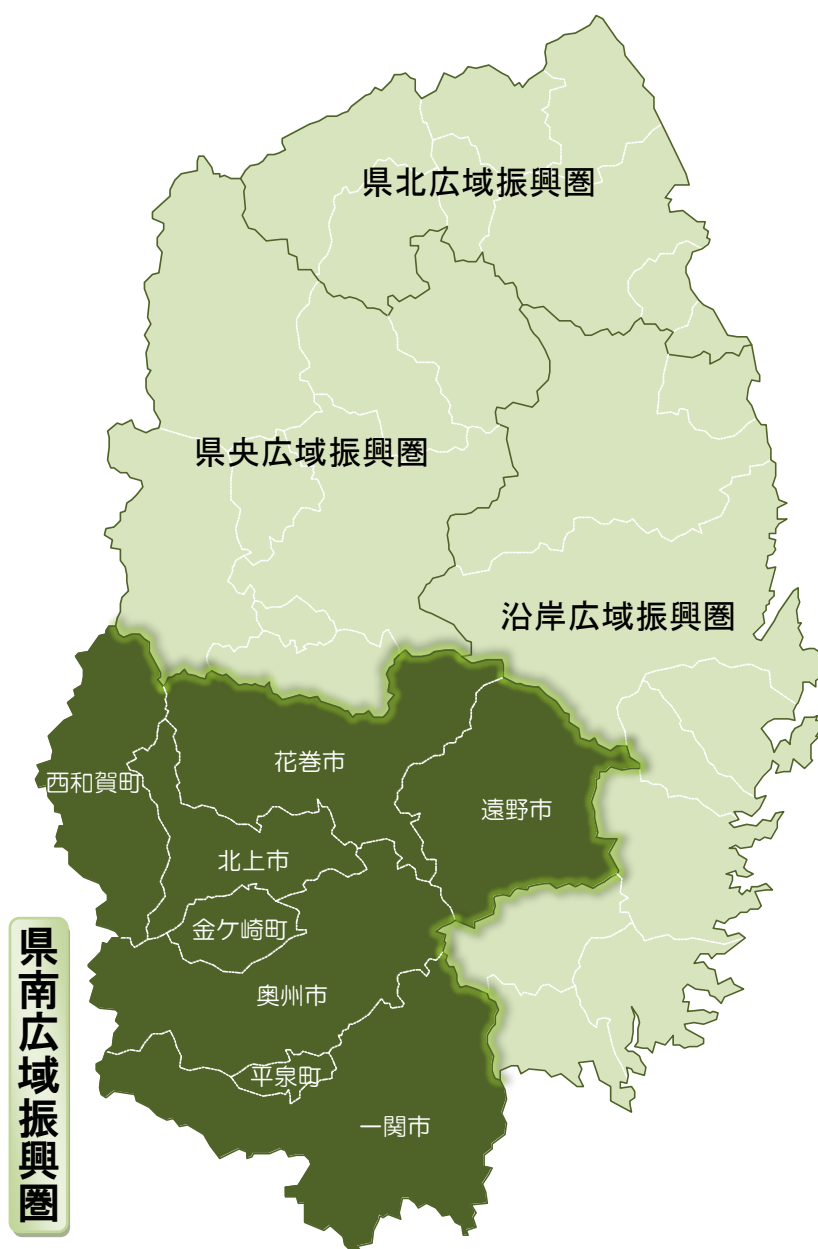 県北広域振興圏
県央広域振興圏
沿岸広域振興圏
花巻市
西和賀町
遠野市
北上市
金ケ崎町
奥州市
平泉町
一関市
県南広域振興圏